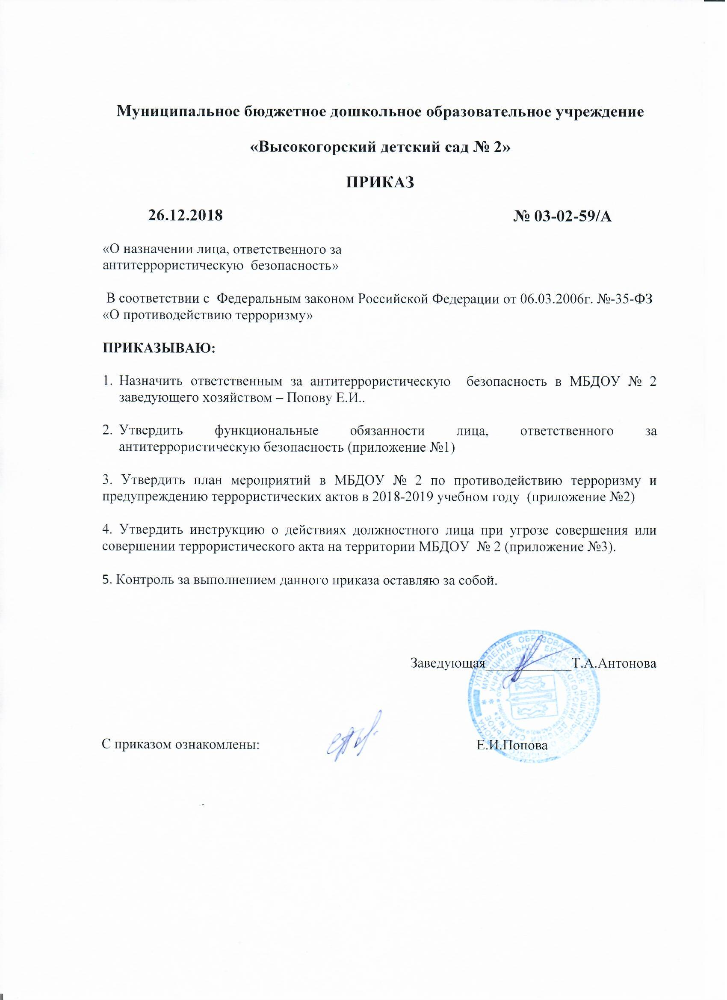 Муниципальное бюджетное дошкольное образовательное учреждение
«Высокогорский детский сад № 2»
ПРИКАЗ
26.12.2018 № 03-02-59/А
«О назначении лица, ответственного за
антитеррористическую безопасность»
В соответствии с Федеральным законом Российской Федерации от 06.03.2006г. №-35-ФЗ
«О противодействию терроризму»
ПРИКАЗЫВАЮ:
1. Назначить ответственным за антитеррористическую безопасность в МБДОУ № 2
заведующего хозяйством – Попову Е.И..
2. Утвердить функциональные обязанности лица, ответственного за
антитеррористическую безопасность (приложение №1)
3. Утвердить план мероприятий в МБДОУ № 2 по противодействию терроризму и
предупреждению террористических актов в 2018-2019 учебном году (приложение №2)
4. Утвердить инструкцию о действиях должностного лица при угрозе совершения или
совершении террористического акта на территории МБДОУ № 2 (приложение №3).
5. Контроль за выполнением данного приказа оставляю за собой.
Заведующая____________Т.А.Антонова
С приказом ознакомлены: Е.И.Попова